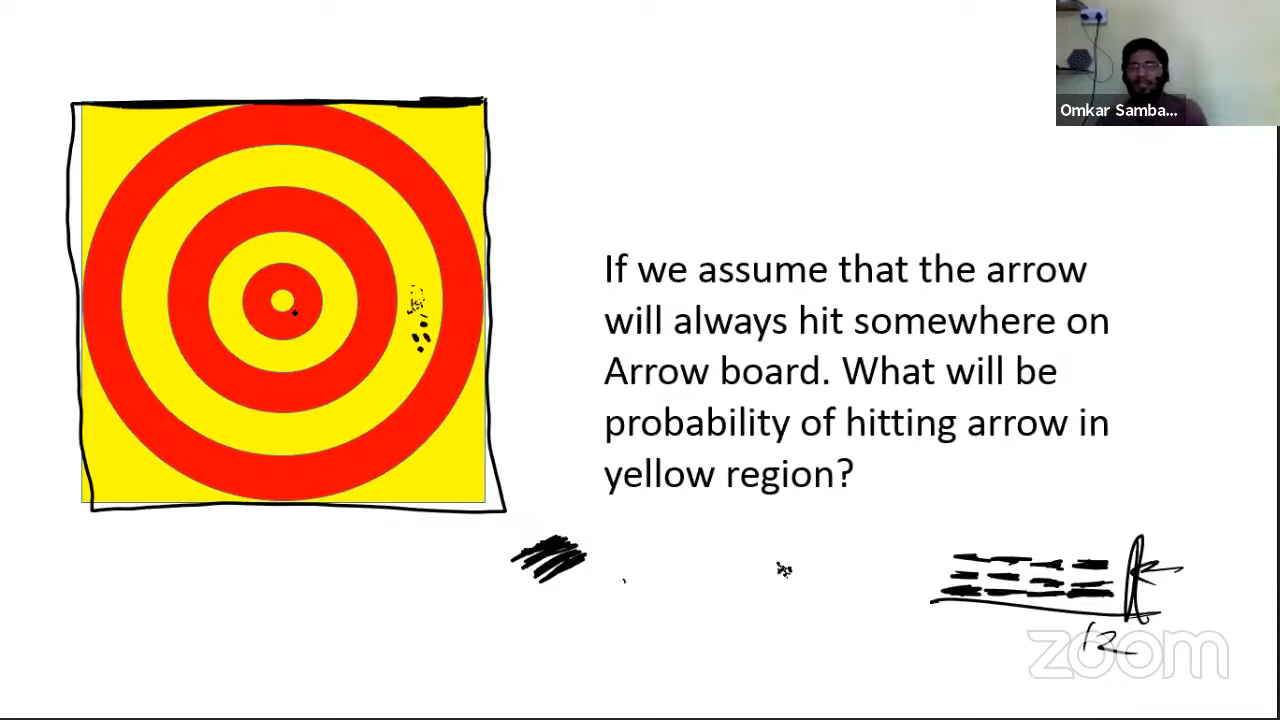 Omkar Samba...
If we assume that the arrow
will always hit somewhere on
Arrow board. What will be
probability of hitting arrow in
yellow region?
12
zoom